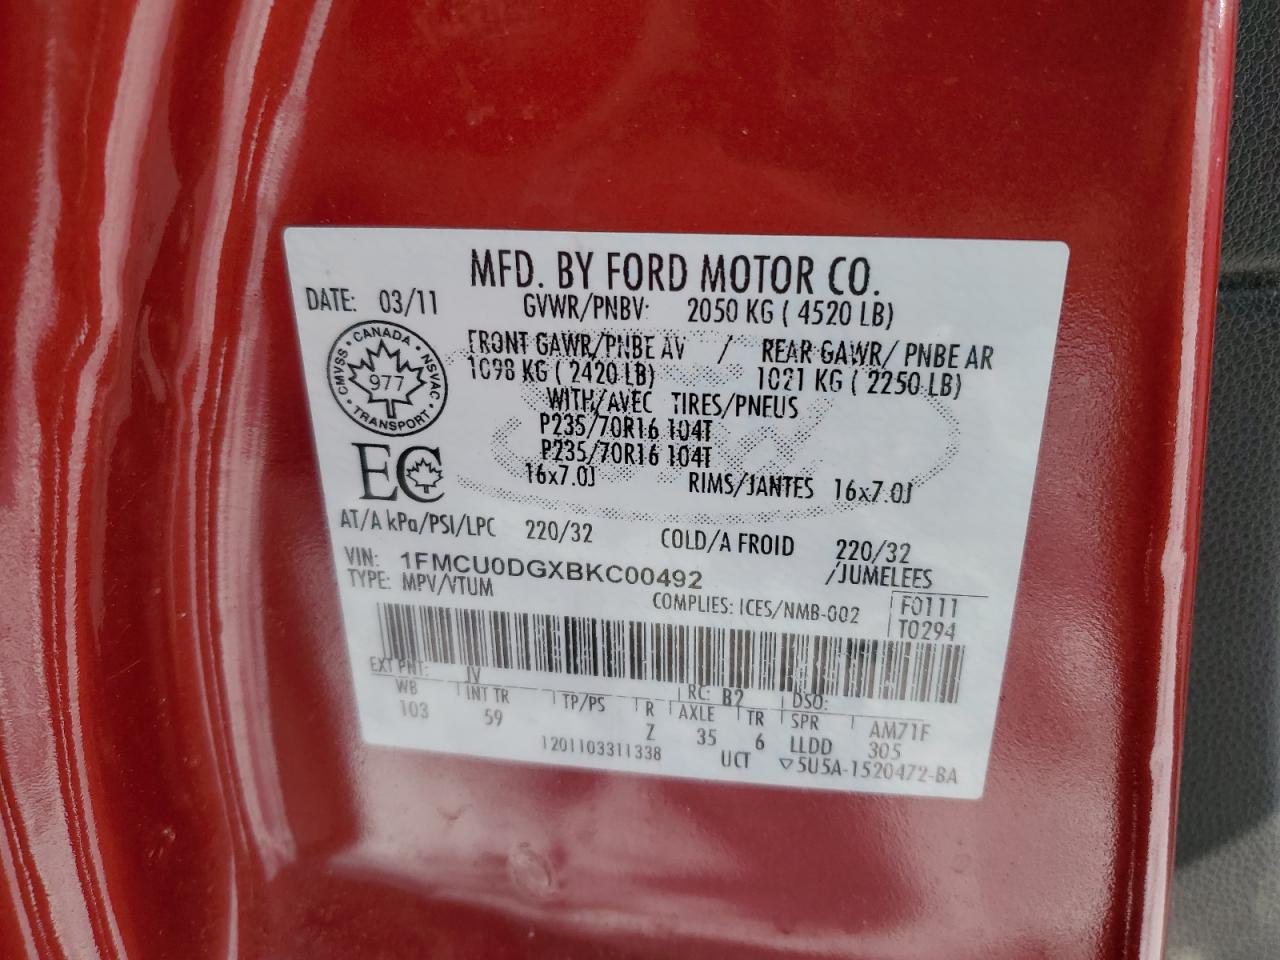 MFD. BY FORD MOTOR CO.
DATE: 03/11
GVWR/PNBV: 2050 KG ( 4520 LB)
FRONT GAWR/PNBE AV / REAR GAWR/ PNBE AR
1098 KG ( 2420 LB) 1021 KG ( 2250 LB)
WITH/AVEC TIRES/PNEUS
P235/70R16 104T
P235/70R16 104T
16x7.0J RIMS/JANTES 16x7.0J
CANADA
CMVSS NSVAC
977
TRANSPORT
EC
AT/A kPa/PSI/LPC 220/32 COLD/A FROID 220/32
VIN: 1FMCU0DGXBKC00492 /JUMELEES
TYPE: MPV/VTUM
COMPLIES: ICES/NMB-002 F0111
T0294
EXT PNT: JV RC: B2 DSO:
WB INT TR TP/PS R AXLE TR SPR AM71F
103 59 Z 35 6 LLDD 305
1201103311338 UCT ▽5U5A-1520472-BA